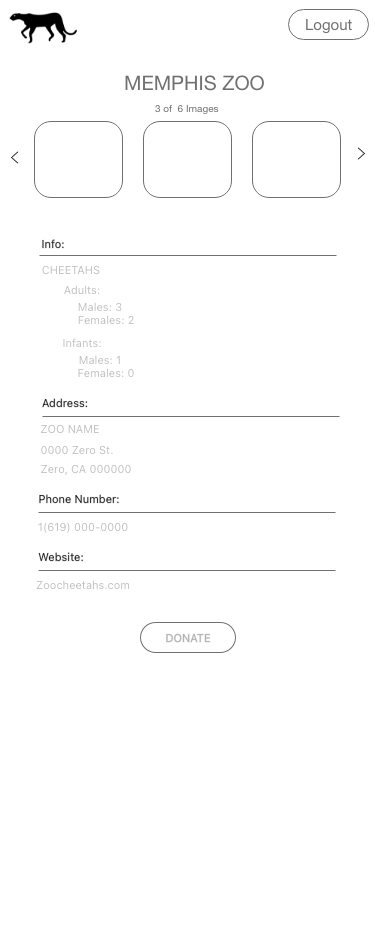 Logout
MEMPHIS ZOO
3 of 6 Images
Info:
CHEETAHS
Adults:
Males: 3
Females: 2
Infants:
Males: 1
Females: 0
Address:
ZOO NAME
0000 Zero St.
Zero, CA 000000
Phone Number:
1(619) 000-0000
Website:
Zoocheetahs.com
DONATE